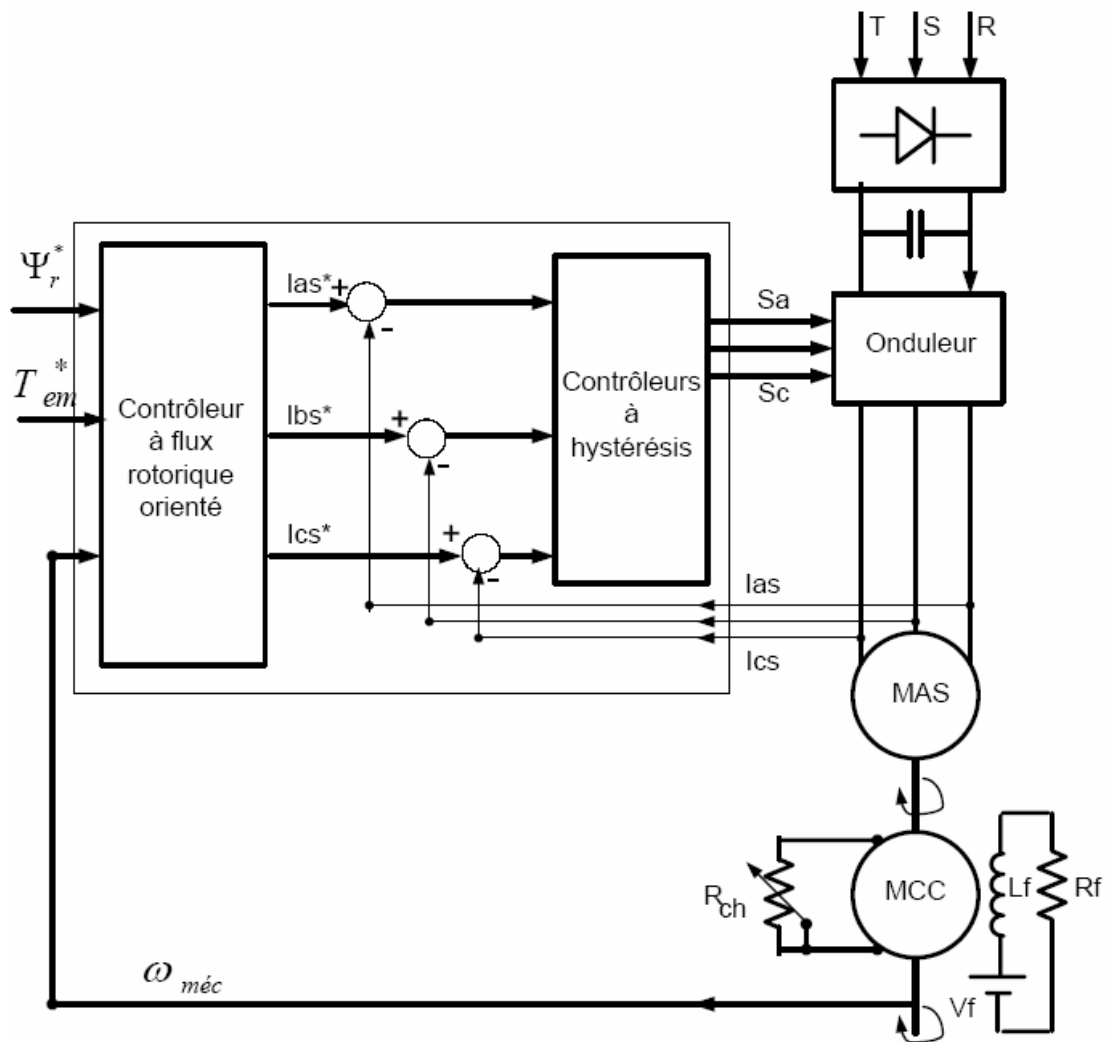 T S R
Ψr*
Tem*
Contrôleur
à flux
rotorique
orienté
Ias* +
-
Ibs* +
-
Ics* +
-
Contrôleurs
à
hystérésis
Sa
Sc
Onduleur
Ias
Ics
MAS
MCC
Rch
Lf
Rf
Vf
ω méc